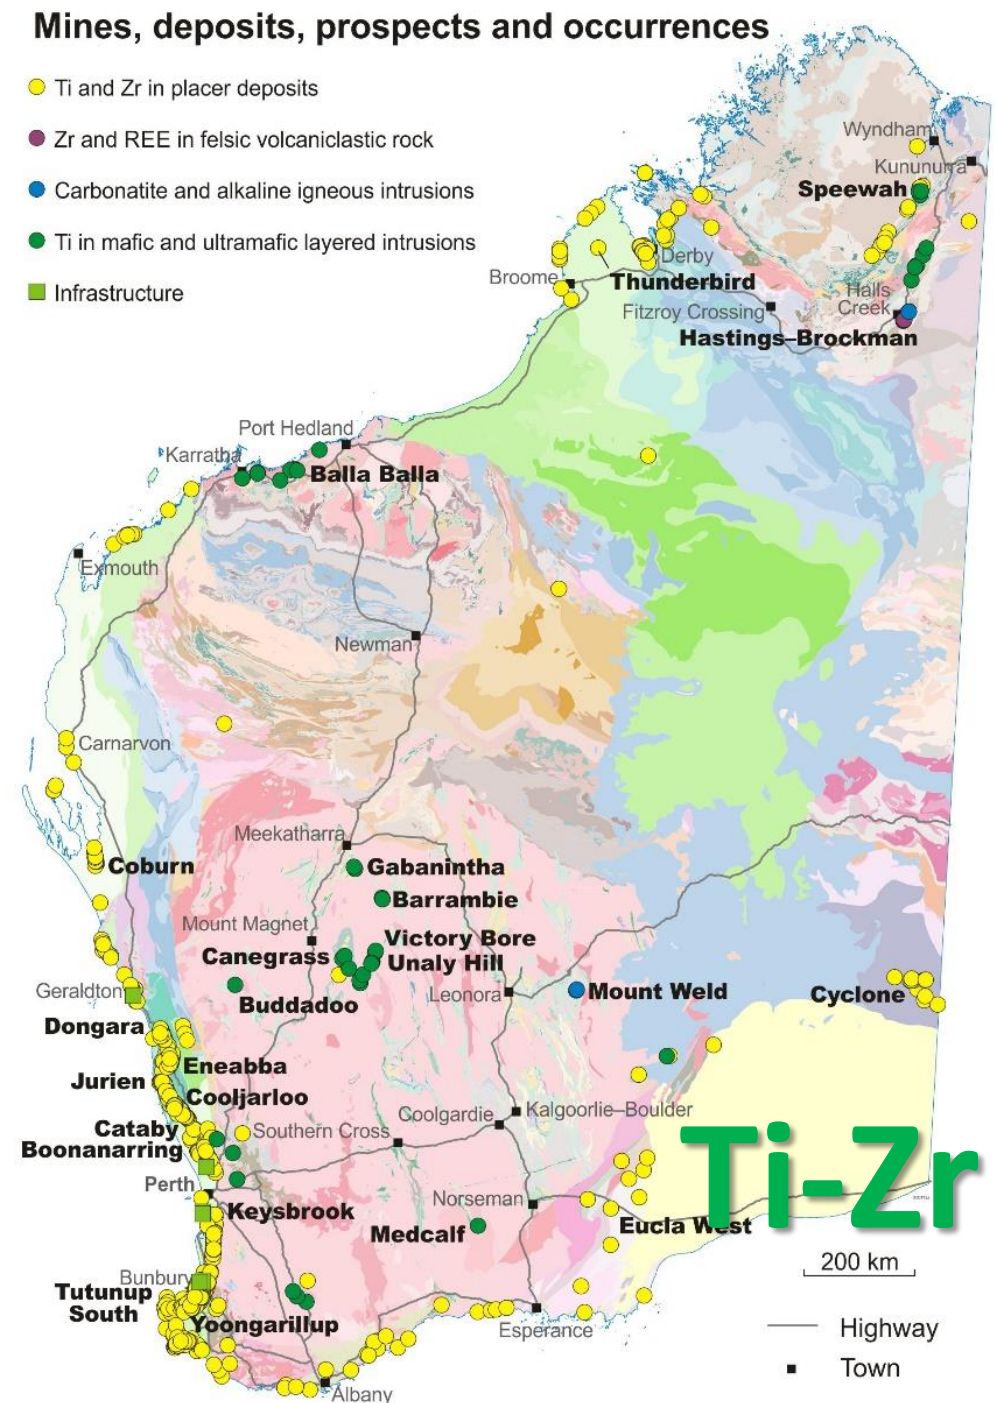 Mines, deposits, prospects and occurrences
Ti and Zr in placer deposits
Zr and REE in felsic volcaniclastic rock
Carbonatite and alkaline igneous intrusions
Ti in mafic and ultramafic layered intrusions
Infrastructure
Wyndham
Kununurra
Speewah
Derby
Broome
Thunderbird
Fitzroy Crossing
Halls
Creek
Hastings–Brockman
Port Hedland
Karratha
Balla Balla
Exmouth
Newman
Carnarvon
Meekatharra
Coburn
Gabanintha
Barrambie
Mount Magnet
Victory Bore
Canegrass
Unaly Hill
Geraldton
Buddadoo
Leonora
Mount Weld
Cyclone
Dongara
Eneabba
Jurien
Cooljarloo
Coolgardie
Kalgoorlie–Boulder
Cataby
Southern Cross
Boonanarring
Ti-Zr
Perth
Norseman
Keysbrook
Medcalf
Eucla West
200 km
Bunbury
Tutunup
South
Yoongarillup
Esperance
Highway
Town
Albany